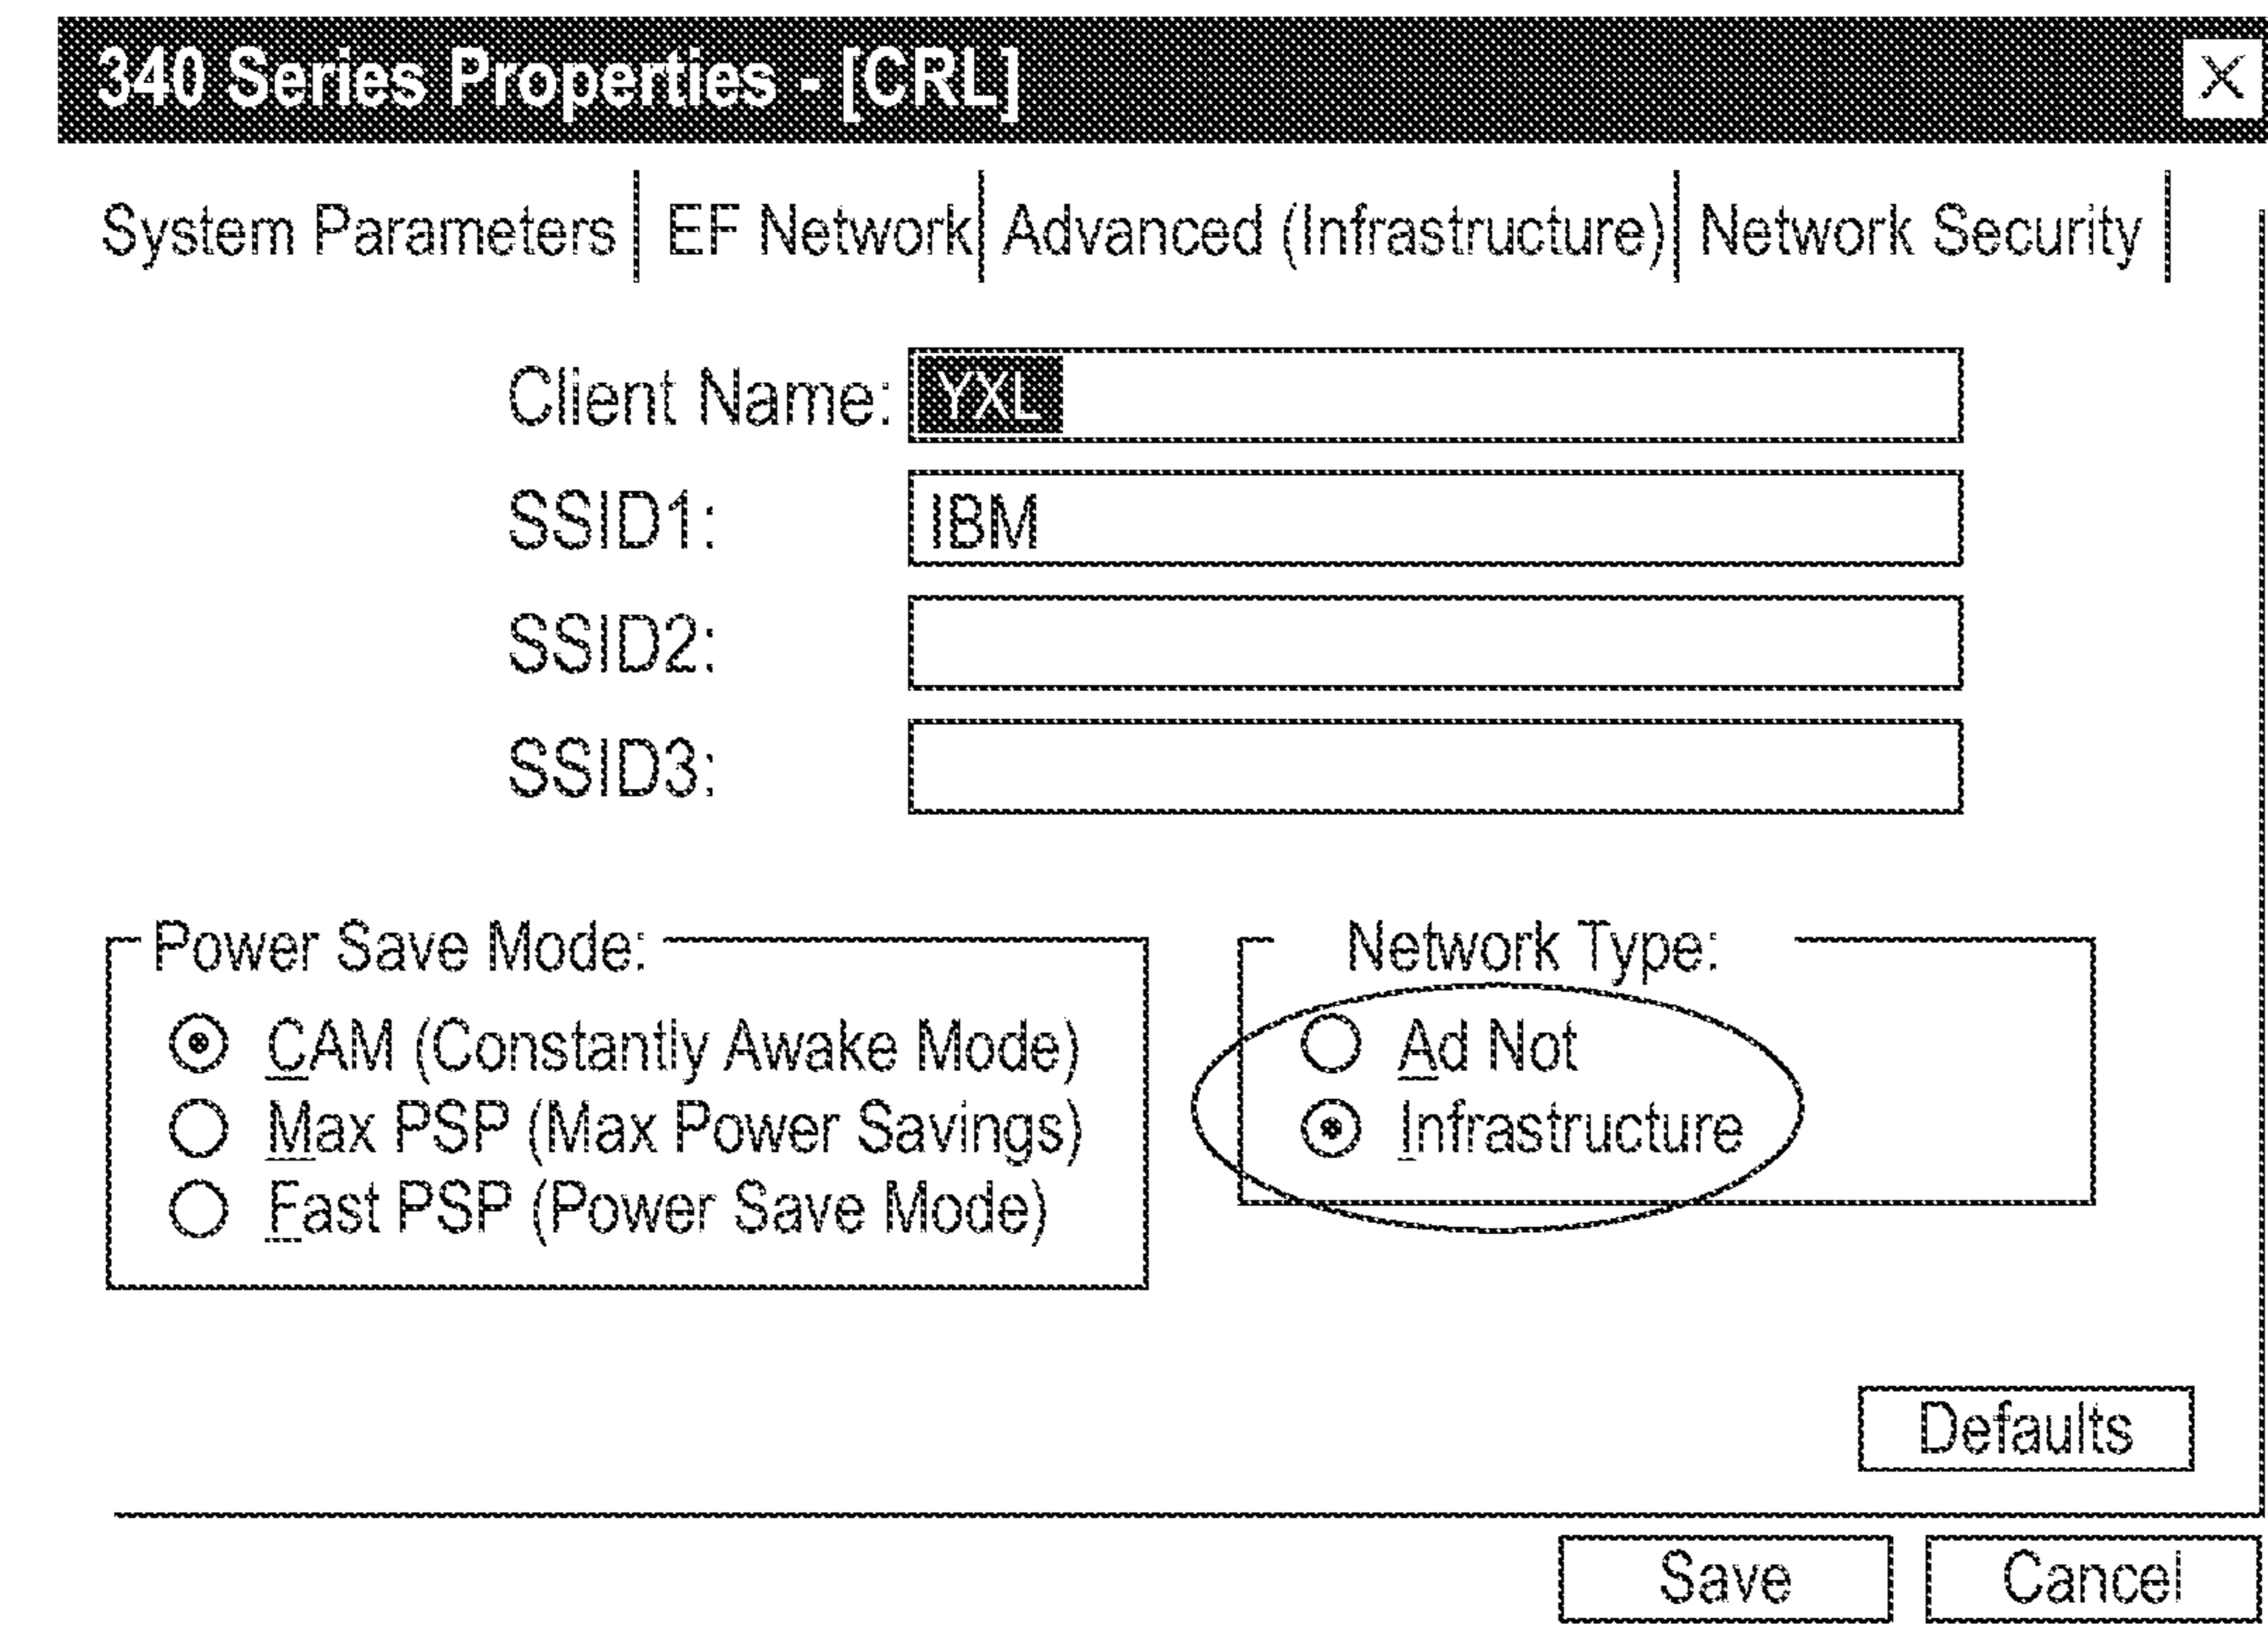 340 Series Properties - [CRL] X
System Parameters EF Network Advanced (Infrastructure) Network Security
Client Name: YXL
SSID1: IBM
SSID2:
SSID3:
Power Save Mode:
CAM (Constantly Awake Mode)
Max PSP (Max Power Savings)
Fast PSP (Power Save Mode)
Network Type:
Ad Not
Infrastructure
Defaults
Save Cancel